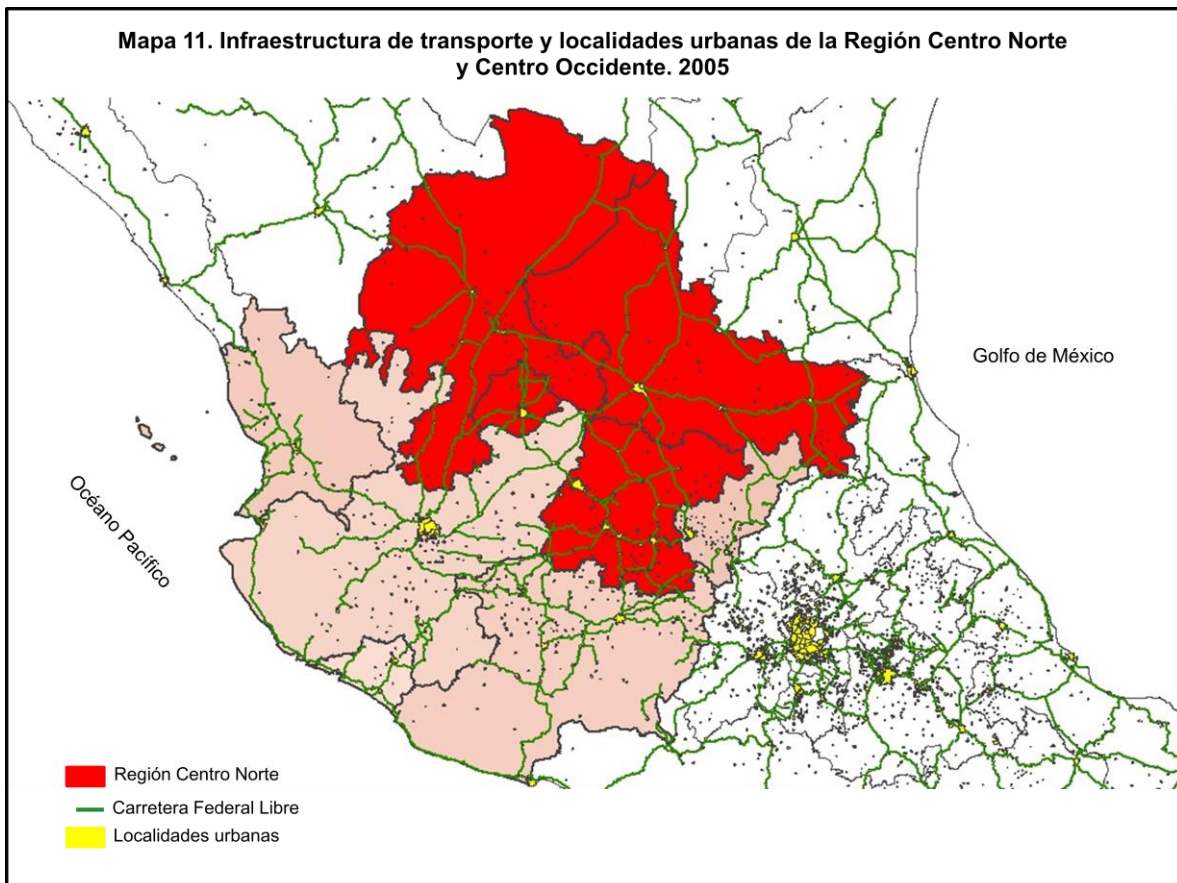 Mapa 11. Infraestructura de transporte y localidades urbanas de la Región Centro Norte
y Centro Occidente. 2005
Golfo de México
Océano Pacífico
Región Centro Norte
Carretera Federal Libre
Localidades urbanas